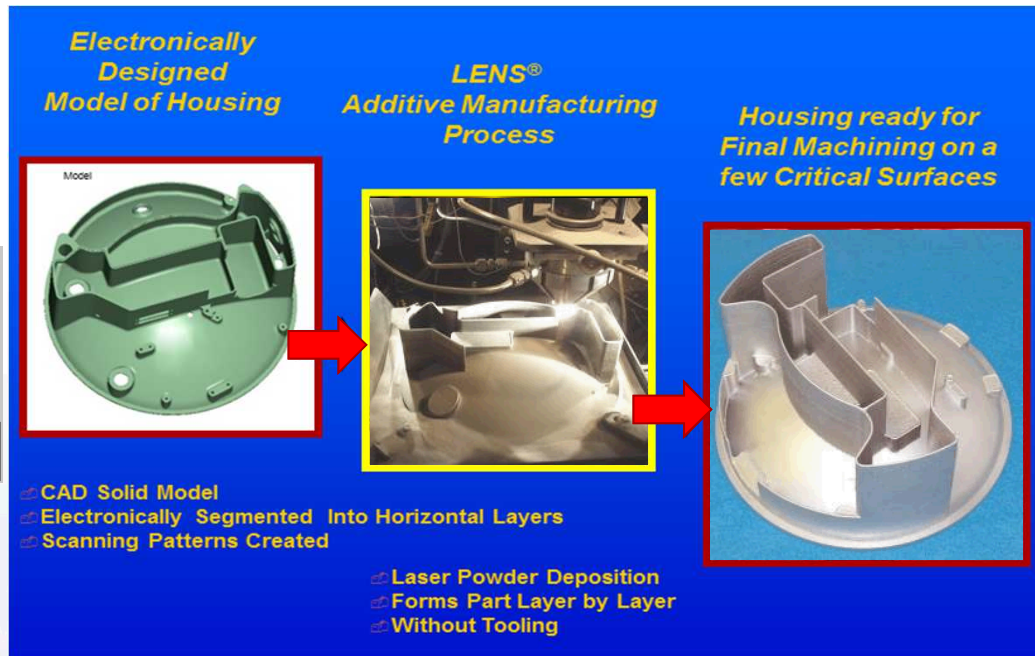 Electronically
Designed
Model of Housing
LENS®
Additive Manufacturing
Process
Housing ready for
Final Machining on a
few Critical Surfaces
Model
CAD Solid Model
Electronically Segmented Into Horizontal Layers
Scanning Patterns Created
Laser Powder Deposition
Forms Part Layer by Layer
Without Tooling